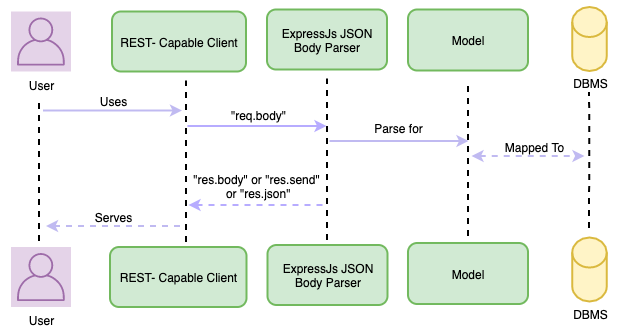 REST- Capable Client
ExpressJs JSON
Body Parser
Model
User
DBMS
Uses
"req.body"
Parse for
Mapped To
"res.body" or "res.send"
or "res.json"
Serves
REST- Capable Client
ExpressJs JSON
Body Parser
Model
User
DBMS